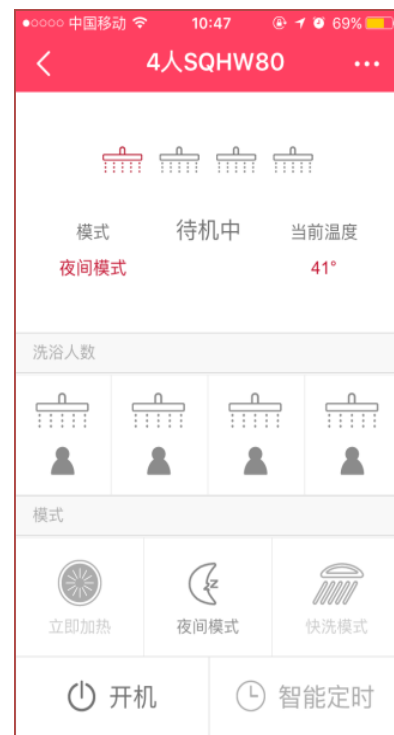 中国移动 10:47 69%
4人SQHW80
模式 待机中 当前温度
夜间模式 41°
洗浴人数
模式
立即加热 夜间模式 快洗模式
开机 智能定时